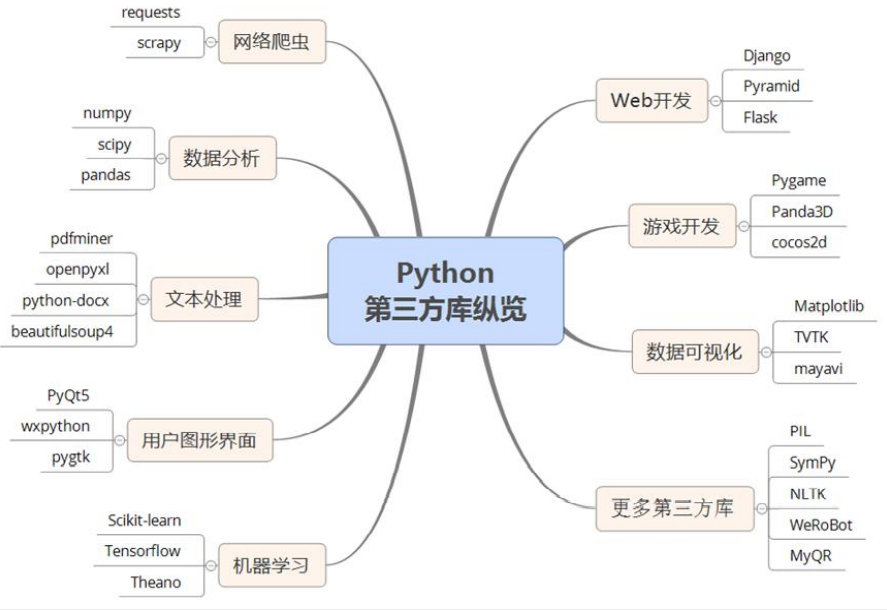 Python
第三方库纵览
网络爬虫
requests
scrapy
数据分析
numpy
scipy
pandas
文本处理
pdfminer
openpyxl
python-docx
beautifulsoup4
用户图形界面
PyQt5
wxpython
pygtk
机器学习
Scikit-learn
Tensorflow
Theano
Web开发
Django
Pyramid
Flask
游戏开发
Pygame
Panda3D
cocos2d
数据可视化
Matplotlib
TVTK
mayavi
更多第三方库
PIL
SymPy
NLTK
WeRoBot
MyQR